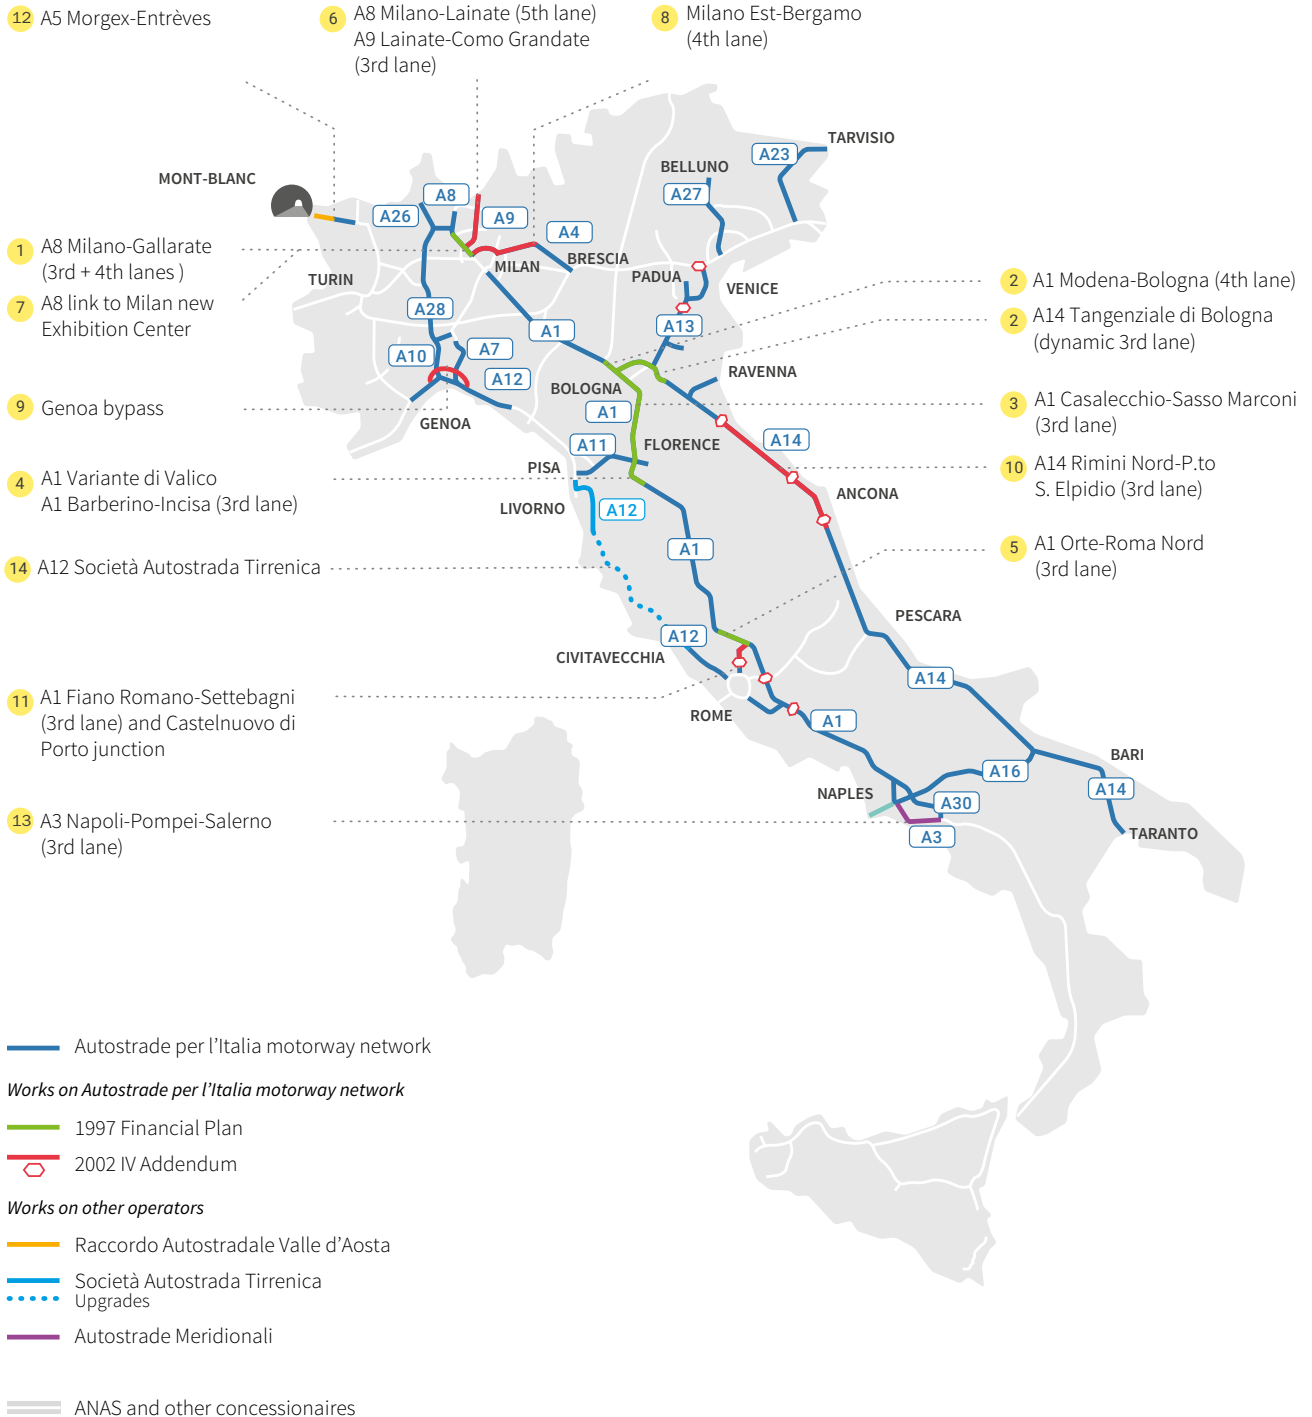 12 A5 Morgex-Entrèves
6 A8 Milano-Lainate (5th lane)
A9 Lainate-Como Grandate
(3rd lane)
8 Milano Est-Bergamo
(4th lane)
TARVISIO
A23
BELLUNO
A27
MONT-BLANC
A8
A26
A9
A4
1 A8 Milano-Gallarate
(3rd + 4th lanes )
BRESCIA
MILAN
TURIN
PADUA
VENICE
7 A8 link to Milan new
Exhibition Center
2 A1 Modena-Bologna (4th lane)
2 A14 Tangenziale di Bologna
(dynamic 3rd lane)
A28
A1
A13
A10
A7
A12
RAVENNA
BOLOGNA
9 Genoa bypass
GENOA
A1
3 A1 Casalecchio-Sasso Marconi
(3rd lane)
A11
FLORENCE
A14
PISA
10 A14 Rimini Nord-P.to
S. Elpidio (3rd lane)
4 A1 Variante di Valico
A1 Barberino-Incisa (3rd lane)
ANCONA
LIVORNO
A12
A1
5 A1 Orte-Roma Nord
(3rd lane)
14 A12 Società Autostrada Tirrenica
PESCARA
A12
CIVITAVECCHIA
A14
11 A1 Fiano Romano-Settebagni
(3rd lane) and Castelnuovo di
Porto junction
ROME
A1
BARI
A16
A14
NAPLES
A30
13 A3 Napoli-Pompei-Salerno
(3rd lane)
A3
TARANTO
Autostrade per l'Italia motorway network
Works on Autostrade per l'Italia motorway network
1997 Financial Plan
2002 IV Addendum
Works on other operators
Raccordo Autostradale Valle d'Aosta
Società Autostrada Tirrenica
Upgrades
Autostrade Meridionali
ANAS and other concessionaires